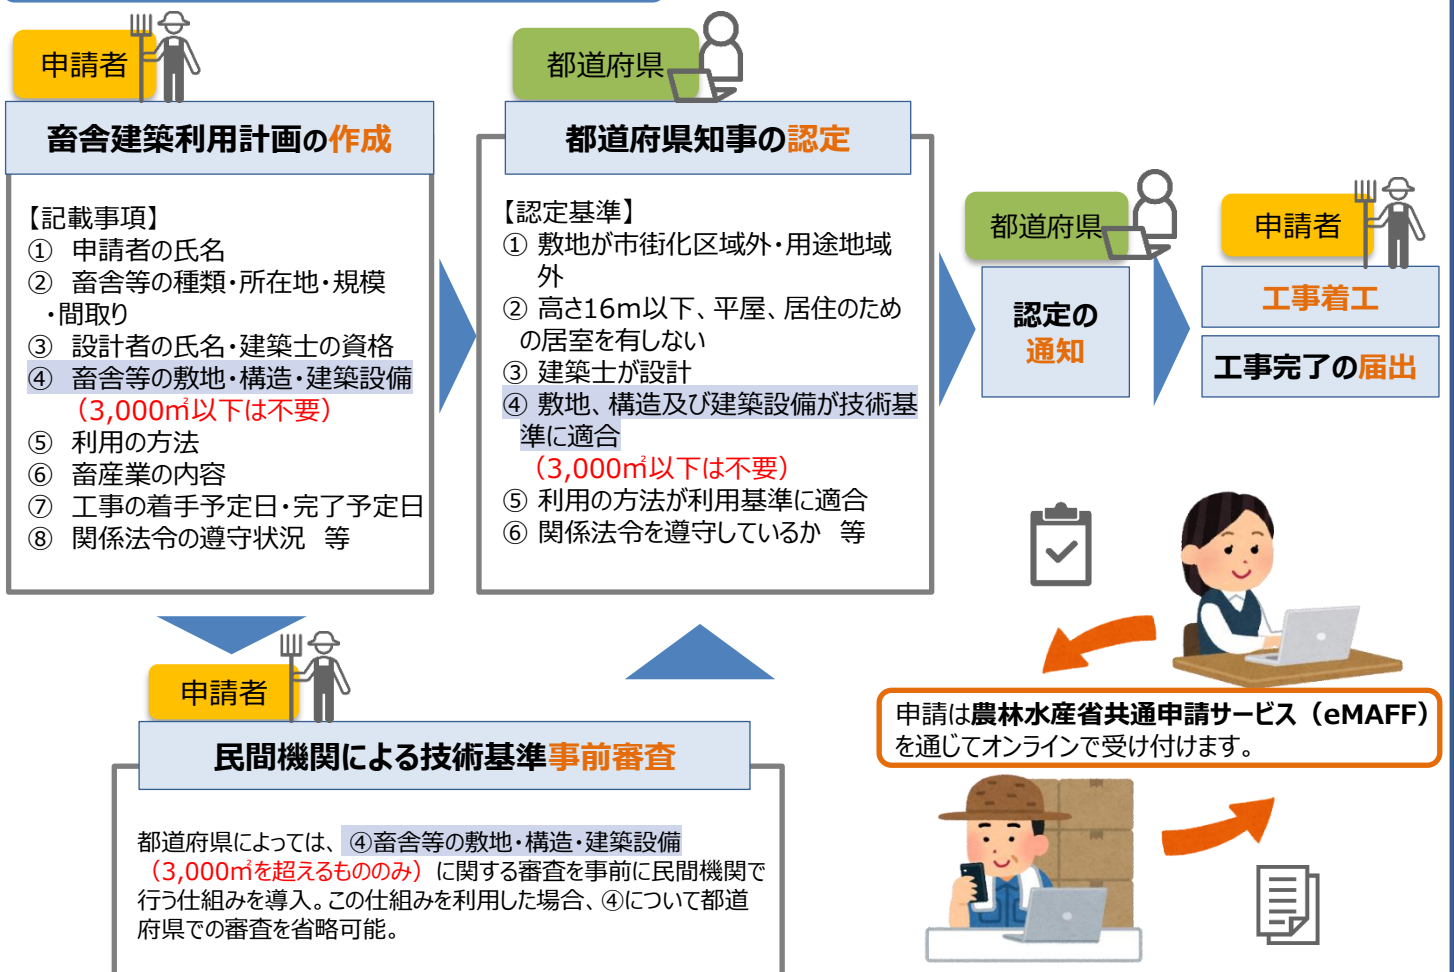 申請者
畜舎建築利用計画の作成
【記載事項】
① 申請者の氏名
② 畜舎等の種類・所在地・規模
・間取り
③ 設計者の氏名・建築士の資格
④ 畜舎等の敷地・構造・建築設備
（3,000㎡以下は不要）
⑤ 利用の方法
⑥ 畜産業の内容
⑦ 工事の着手予定日・完了予定日
⑧ 関係法令の遵守状況 等
都道府県
都道府県知事の認定
【認定基準】
① 敷地が市街化区域外・用途地域
外
② 高さ16m以下、平屋、居住のため
の居室を有しない
③ 建築士が設計
④ 敷地、構造及び建築設備が技術基
準に適合
（3,000㎡以下は不要）
⑤ 利用の方法が利用基準に適合
⑥ 関係法令を遵守しているか 等
都道府県
認定の
通知
申請者
工事着工
工事完了の届出
申請者
民間機関による技術基準事前審査
都道府県によっては、④畜舎等の敷地・構造・建築設備
（3,000㎡を超えるもののみ）に関する審査を事前に民間機関で
行う仕組みを導入。この仕組みを利用した場合、④について都道
府県での審査を省略可能。
申請は農林水産省共通申請サービス（eMAFF）
を通じてオンラインで受け付けます。